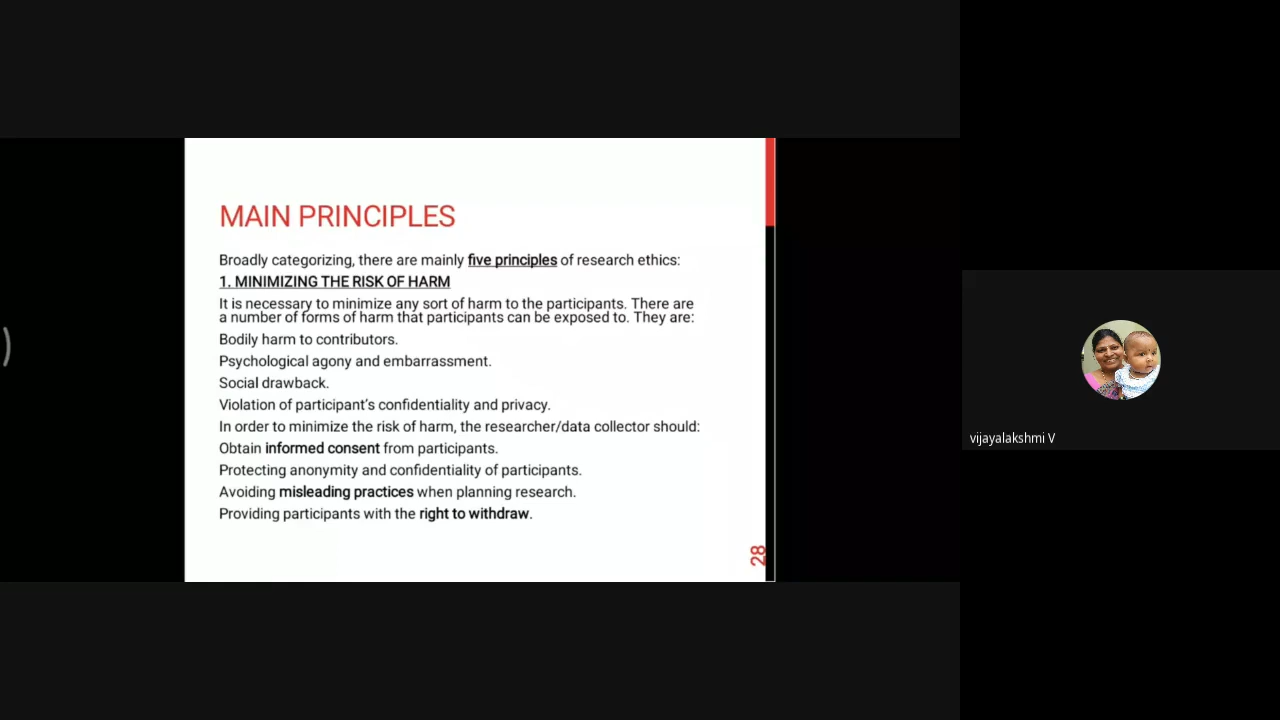 MAIN PRINCIPLES
Broadly categorizing, there are mainly five principles of research ethics:
1. MINIMIZING THE RISK OF HARM
It is necessary to minimize any sort of harm to the participants. There are
a number of forms of harm that participants can be exposed to. They are:
Bodily harm to contributors.
Psychological agony and embarrassment.
Social drawback.
Violation of participant's confidentiality and privacy.
In order to minimize the risk of harm, the researcher/data collector should:
Obtain informed consent from participants.
Protecting anonymity and confidentiality of participants.
Avoiding misleading practices when planning research.
Providing participants with the right to withdraw.
28
vijayalakshmi V